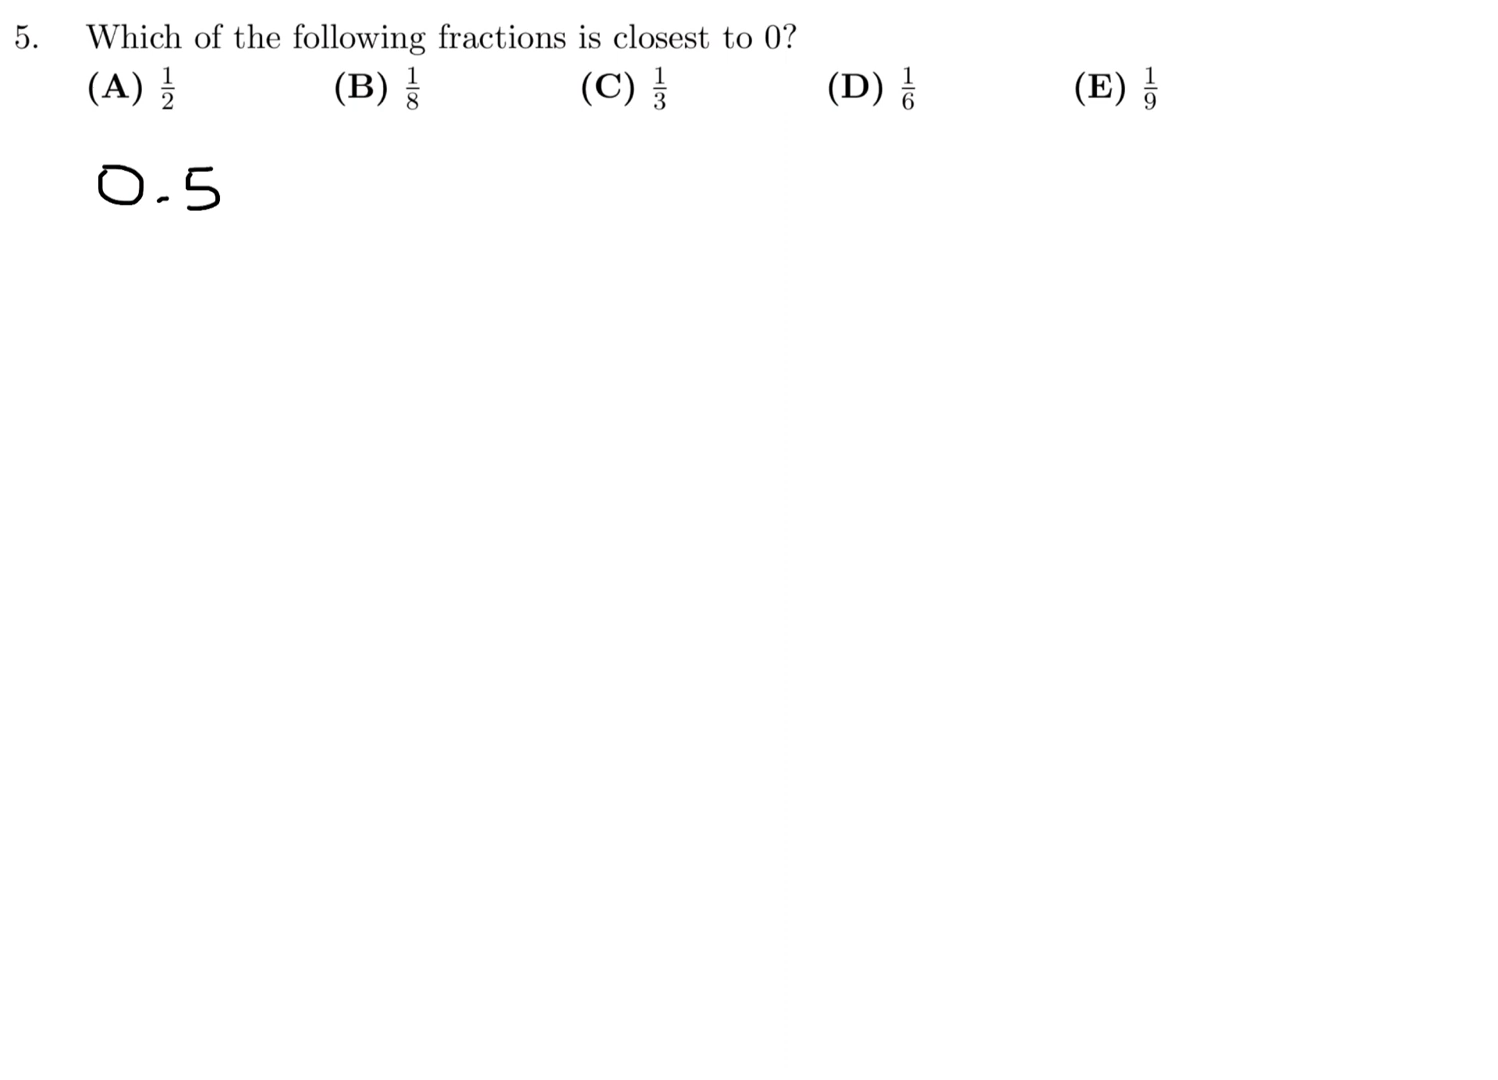 5. Which of the following fractions is closest to 0?
(A) 1/2 (B) 1/8 (C) 1/3 (D) 1/6 (E) 1/9
0.5